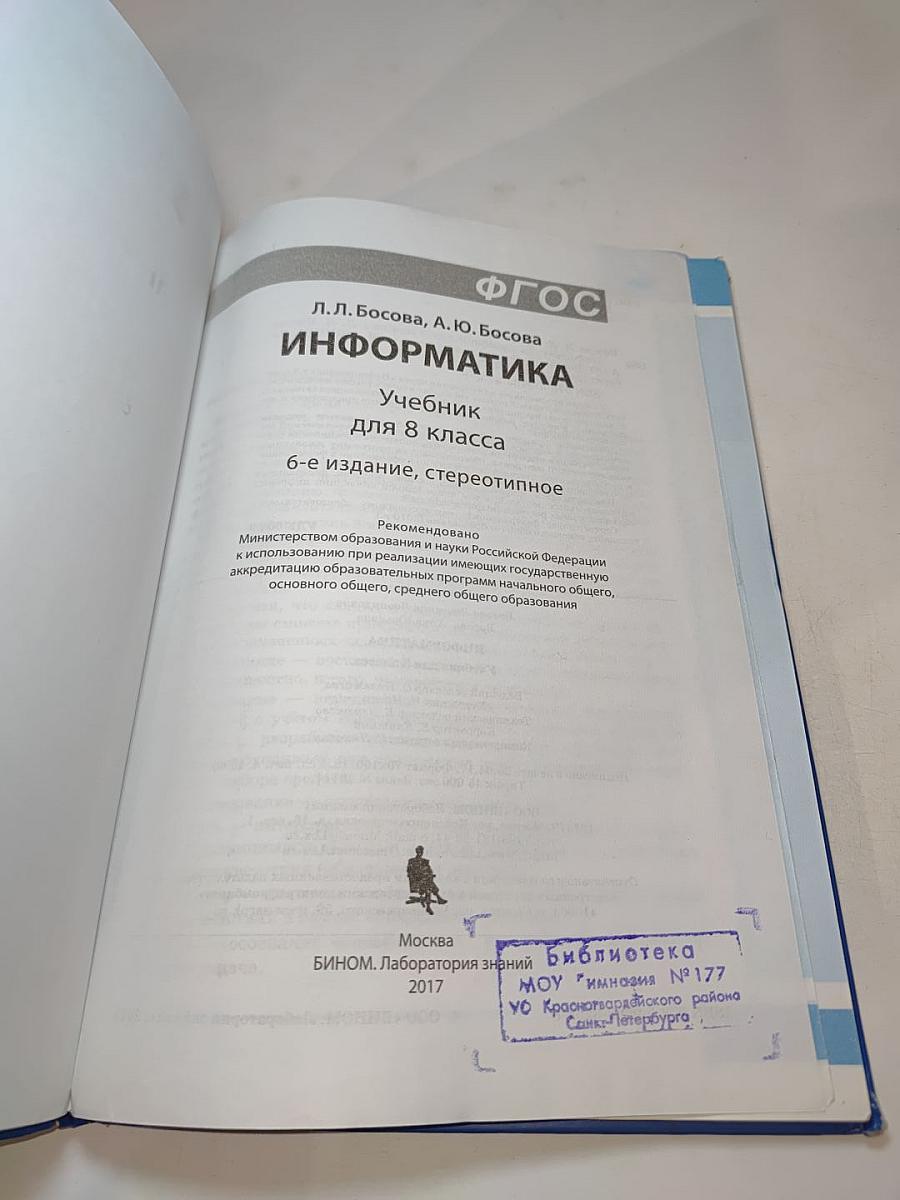 ФГОС
Л. Л. Босова, А. Ю. Босова
ИНФОРМАТИКА
Учебник
для 8 класса
6-е издание, стереотипное
Рекомендовано
Министерством образования и науки Российской Федерации
к использованию при реализации имеющих государственную
аккредитацию образовательных программ начального общего,
основного общего, среднего общего образования
Москва
БИНОМ. Лаборатория знаний
2017
Библиотека
МОУ Гимназия № 177
УО Красногвардейского района
Санкт-Петербурга